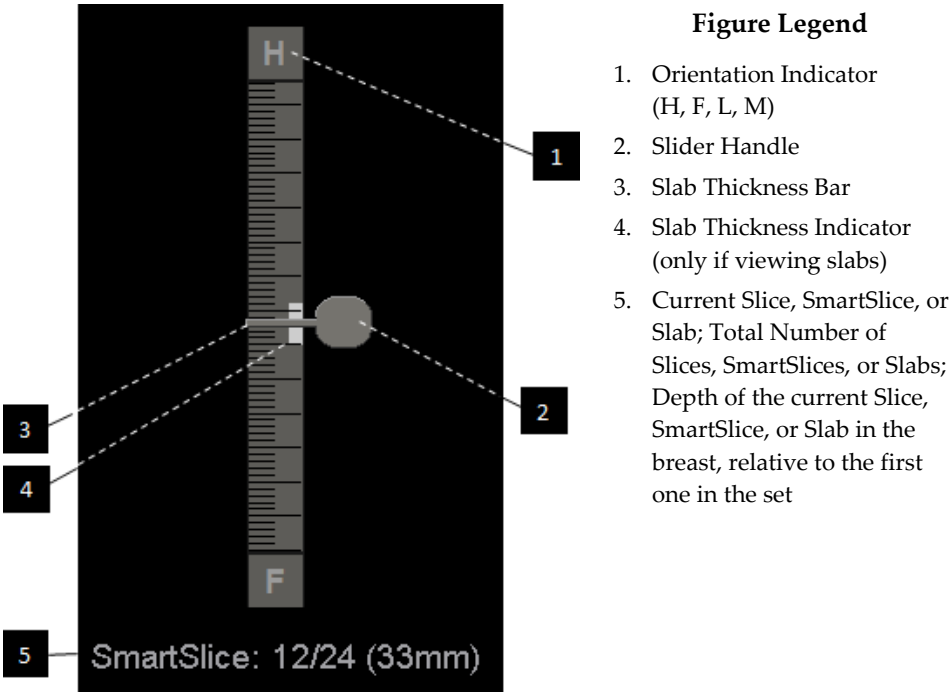 H
1
2
3
4
F
5
SmartSlice: 12/24 (33mm)
Figure Legend
1. Orientation Indicator
(H, F, L, M)
2. Slider Handle
3. Slab Thickness Bar
4. Slab Thickness Indicator
(only if viewing slabs)
5. Current Slice, SmartSlice, or
Slab; Total Number of
Slices, SmartSlices, or Slabs;
Depth of the current Slice,
SmartSlice, or Slab in the
breast, relative to the first
one in the set